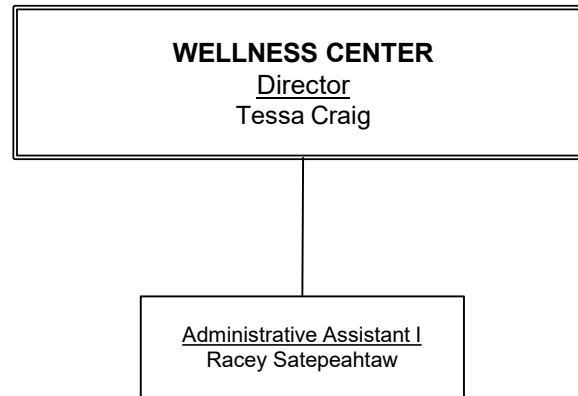 WELLNESS CENTER
Director
Tessa Craig
Administrative Assistant I
Racey Satepeahtaw